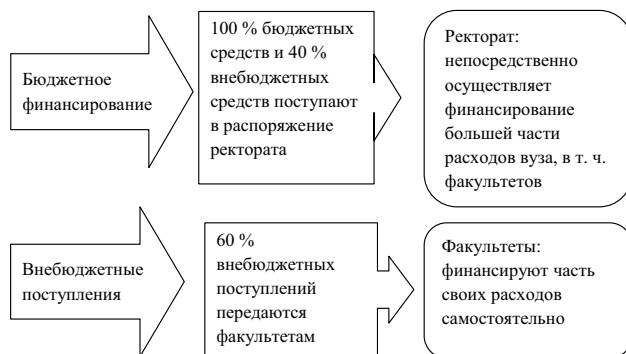 Бюджетное
финансирование
100 % бюджетных
средств и 40 %
внебюджетных
средств поступают
в распоряжение
ректората
Ректорат:
непосредственно
осуществляет
финансирование
большей части
расходов вуза, в т. ч.
факультетов
Внебюджетные
поступления
60 %
внебюджетных
поступлений
передаются
факультетам
Факультеты:
финансируют часть
своих расходов
самостоятельно